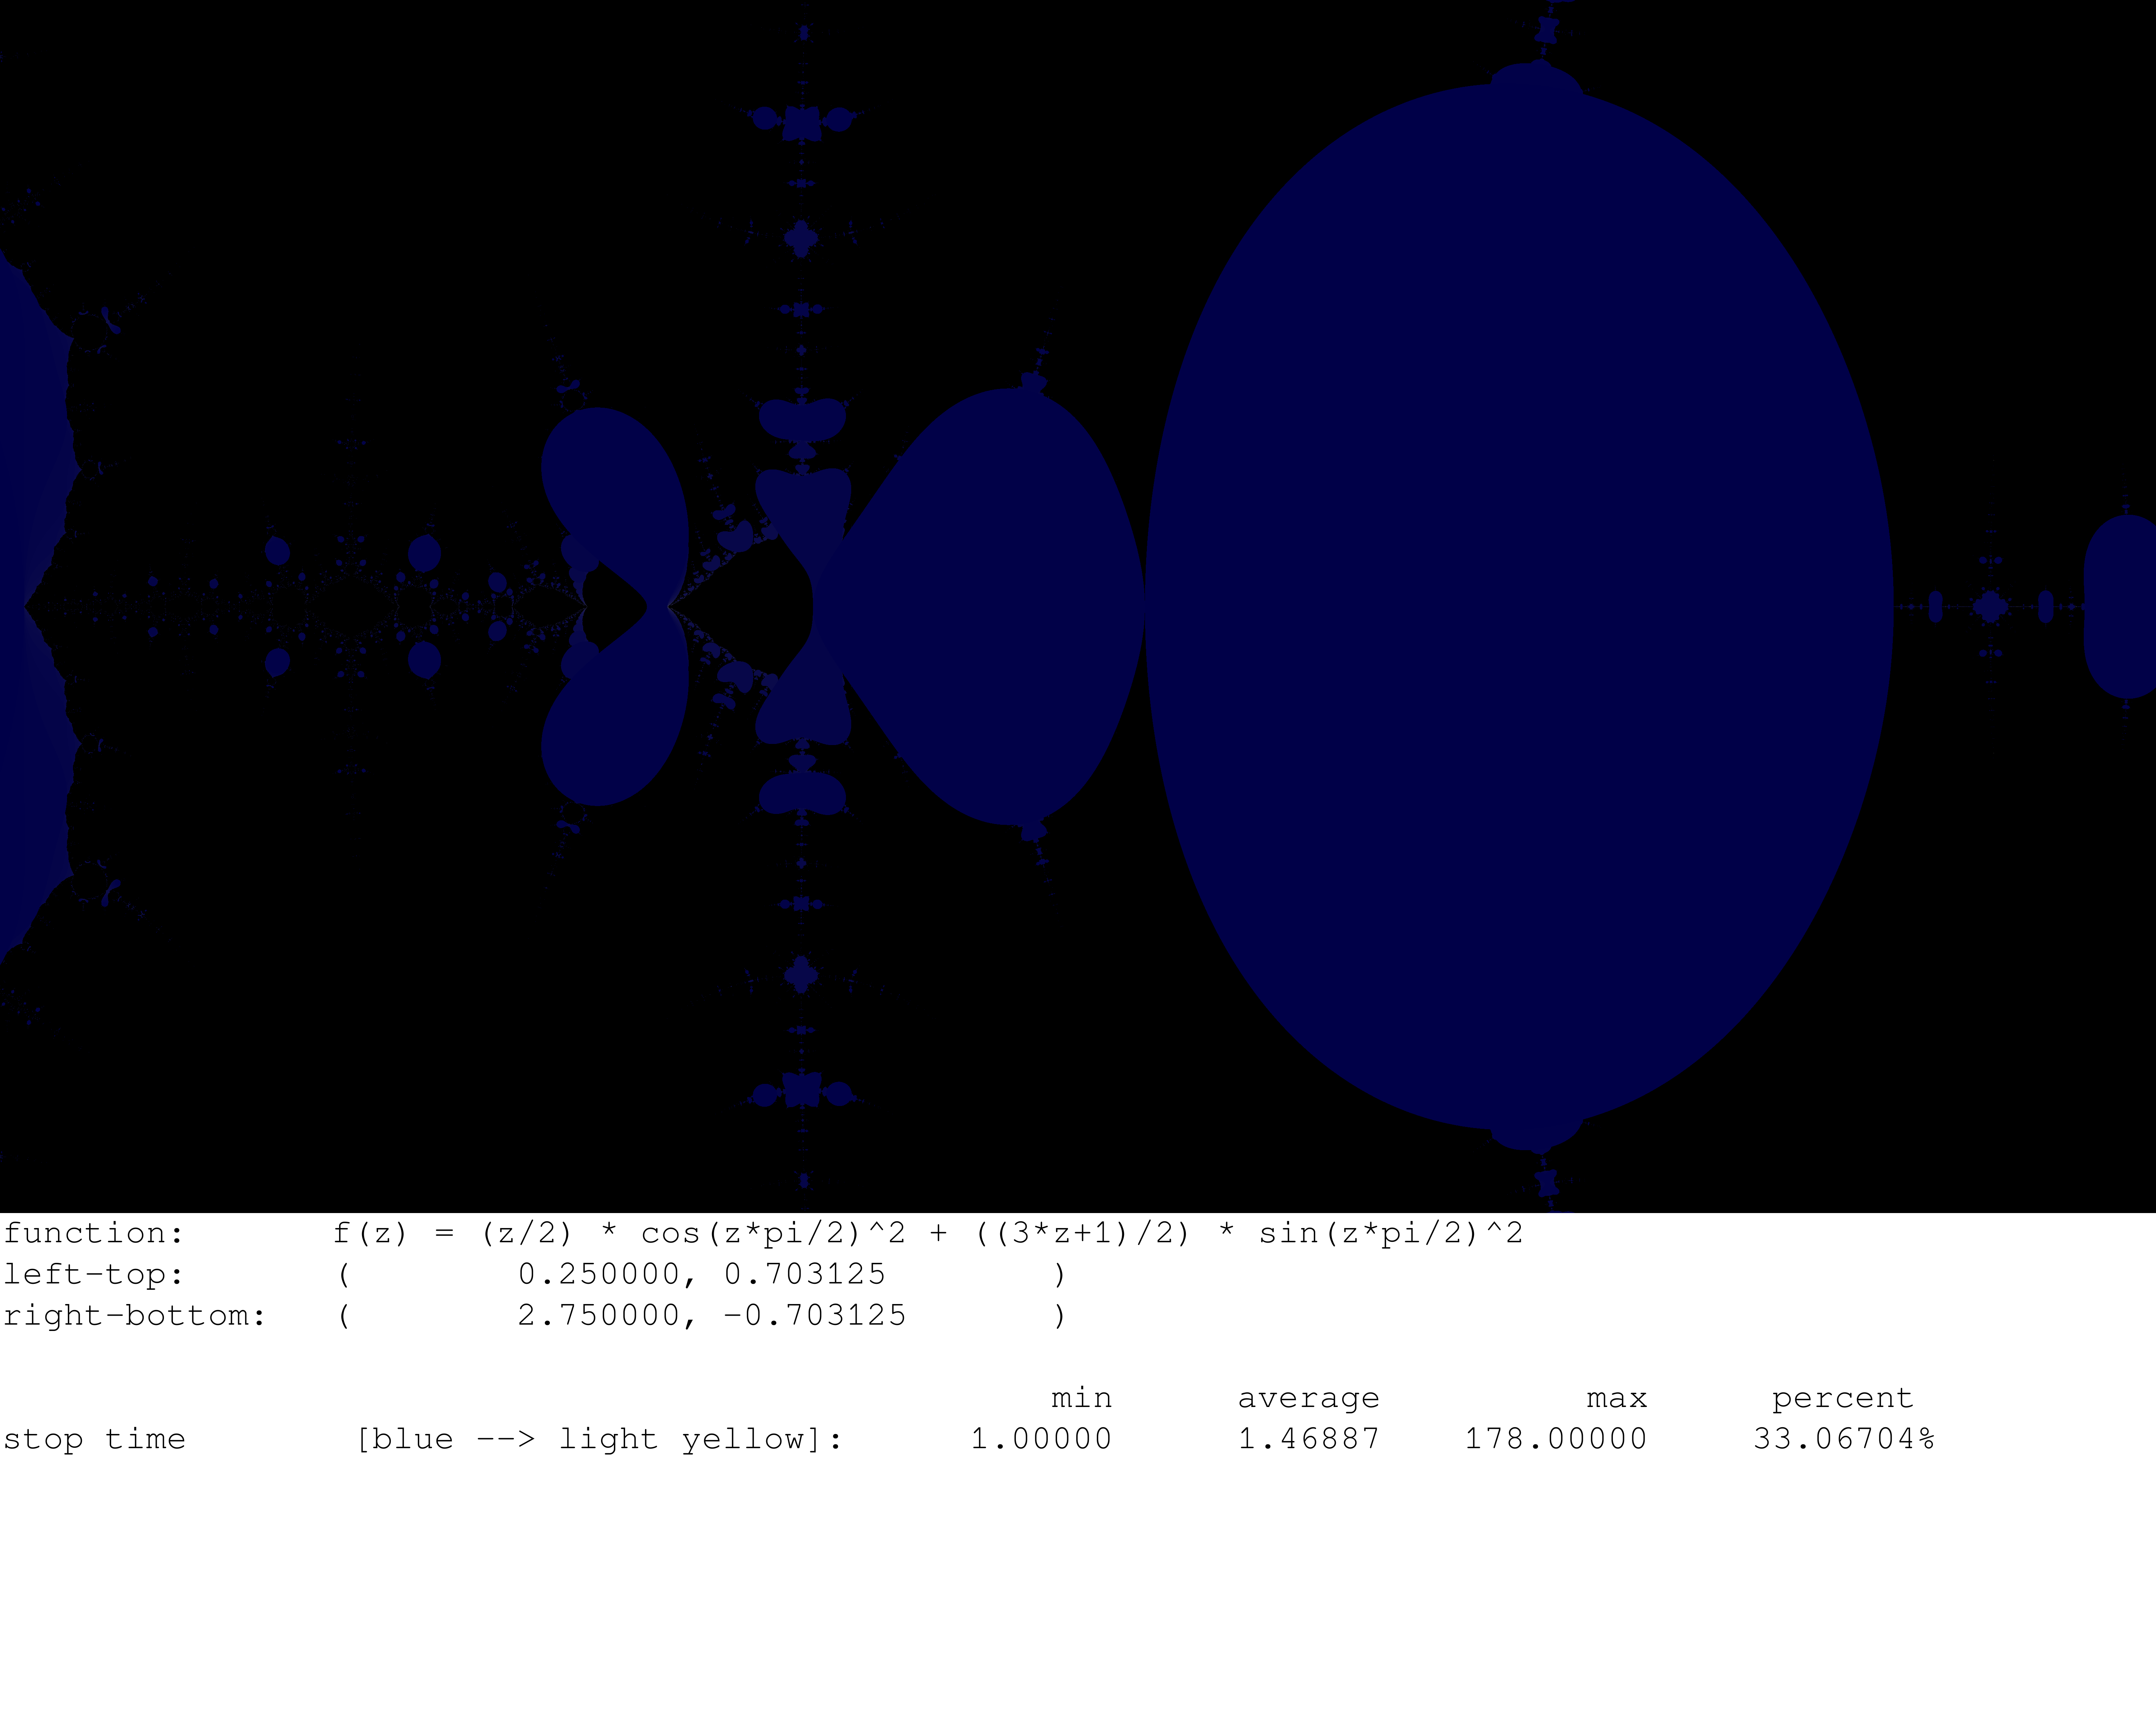 function: f(z) = (z/2) * cos(z*pi/2)^2 + ((3*z+1)/2) * sin(z*pi/2)^2
left-top: ( 0.250000, 0.703125 )
right-bottom: ( 2.750000, -0.703125 )
min average max percent
stop time [blue --> light yellow]: 1.00000 1.46887 178.00000 33.06704%